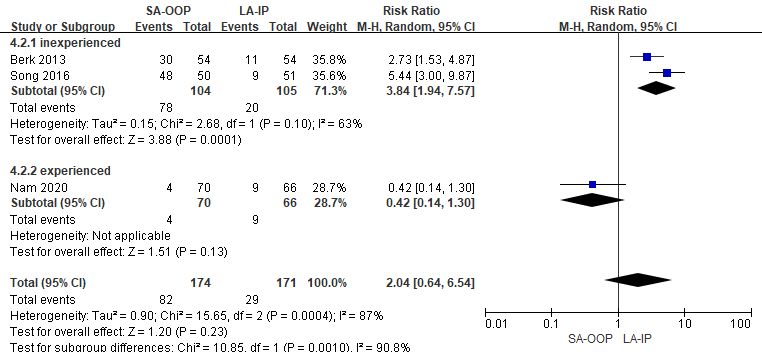 SA-OOP LA-IP Risk Ratio Risk Ratio
Study or Subgroup Events Total Events Total Weight M-H, Random, 95% CI M-H, Random, 95% CI
4.2.1 inexperienced
Berk 2013 30 54 11 54 35.8% 2.73 [1.53, 4.87]
Song 2016 48 50 9 51 35.6% 5.44 [3.00, 9.87]
Subtotal (95% CI) 104 105 71.3% 3.84 [1.94, 7.57]
Total events 78 20
Heterogeneity: Tau² = 0.15; Chi² = 2.68, df = 1 (P = 0.10); I² = 63%
Test for overall effect: Z = 3.88 (P = 0.0001)
4.2.2 experienced
Nam 2020 4 70 9 66 28.7% 0.42 [0.14, 1.30]
Subtotal (95% CI) 70 66 28.7% 0.42 [0.14, 1.30]
Total events 4 9
Heterogeneity: Not applicable
Test for overall effect: Z = 1.51 (P = 0.13)
Total (95% CI) 174 171 100.0% 2.04 [0.64, 6.54]
Total events 82 29
Heterogeneity: Tau² = 0.90; Chi² = 15.65, df = 2 (P = 0.0004); I² = 87%
Test for overall effect: Z = 1.20 (P = 0.23)
Test for subgroup differences: Chi² = 10.85, df = 1 (P = 0.0010), I² = 90.8%
0.01 0.1 1 10 100
SA-OOP LA-IP